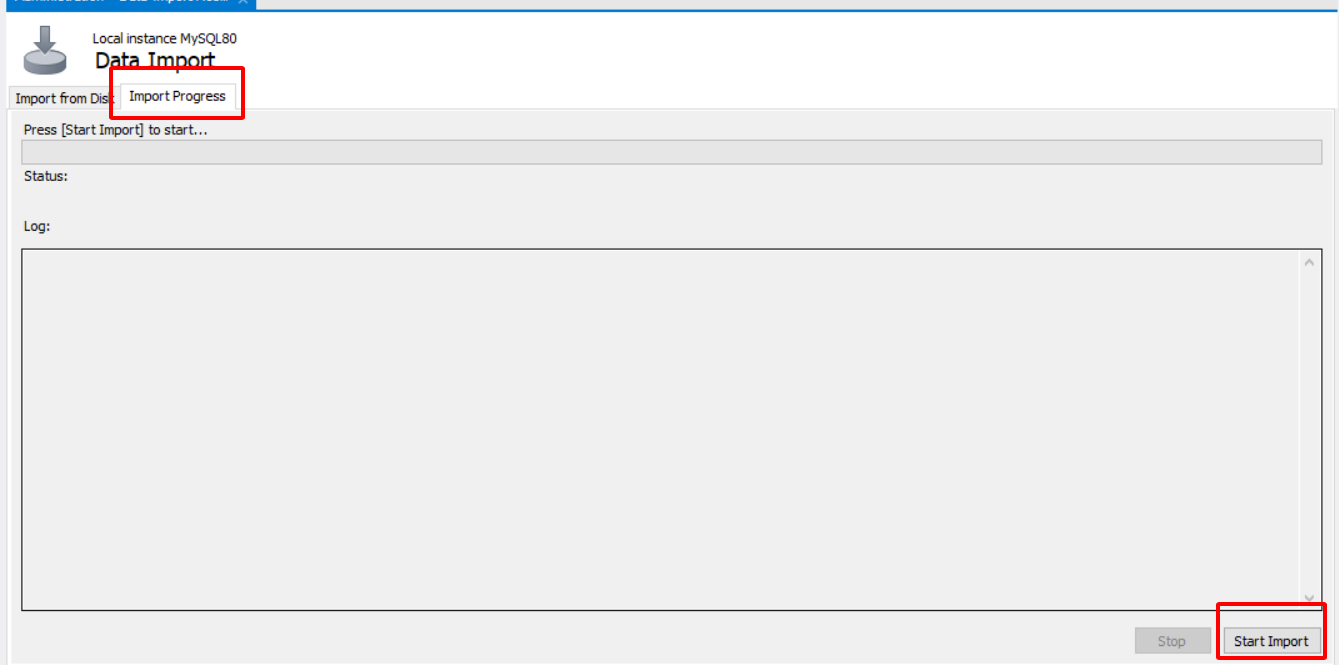 Local instance MySQL80
Data Import
Import from Disk
Import Progress
Press [Start Import] to start...
Status:
Log:
Stop
Start Import